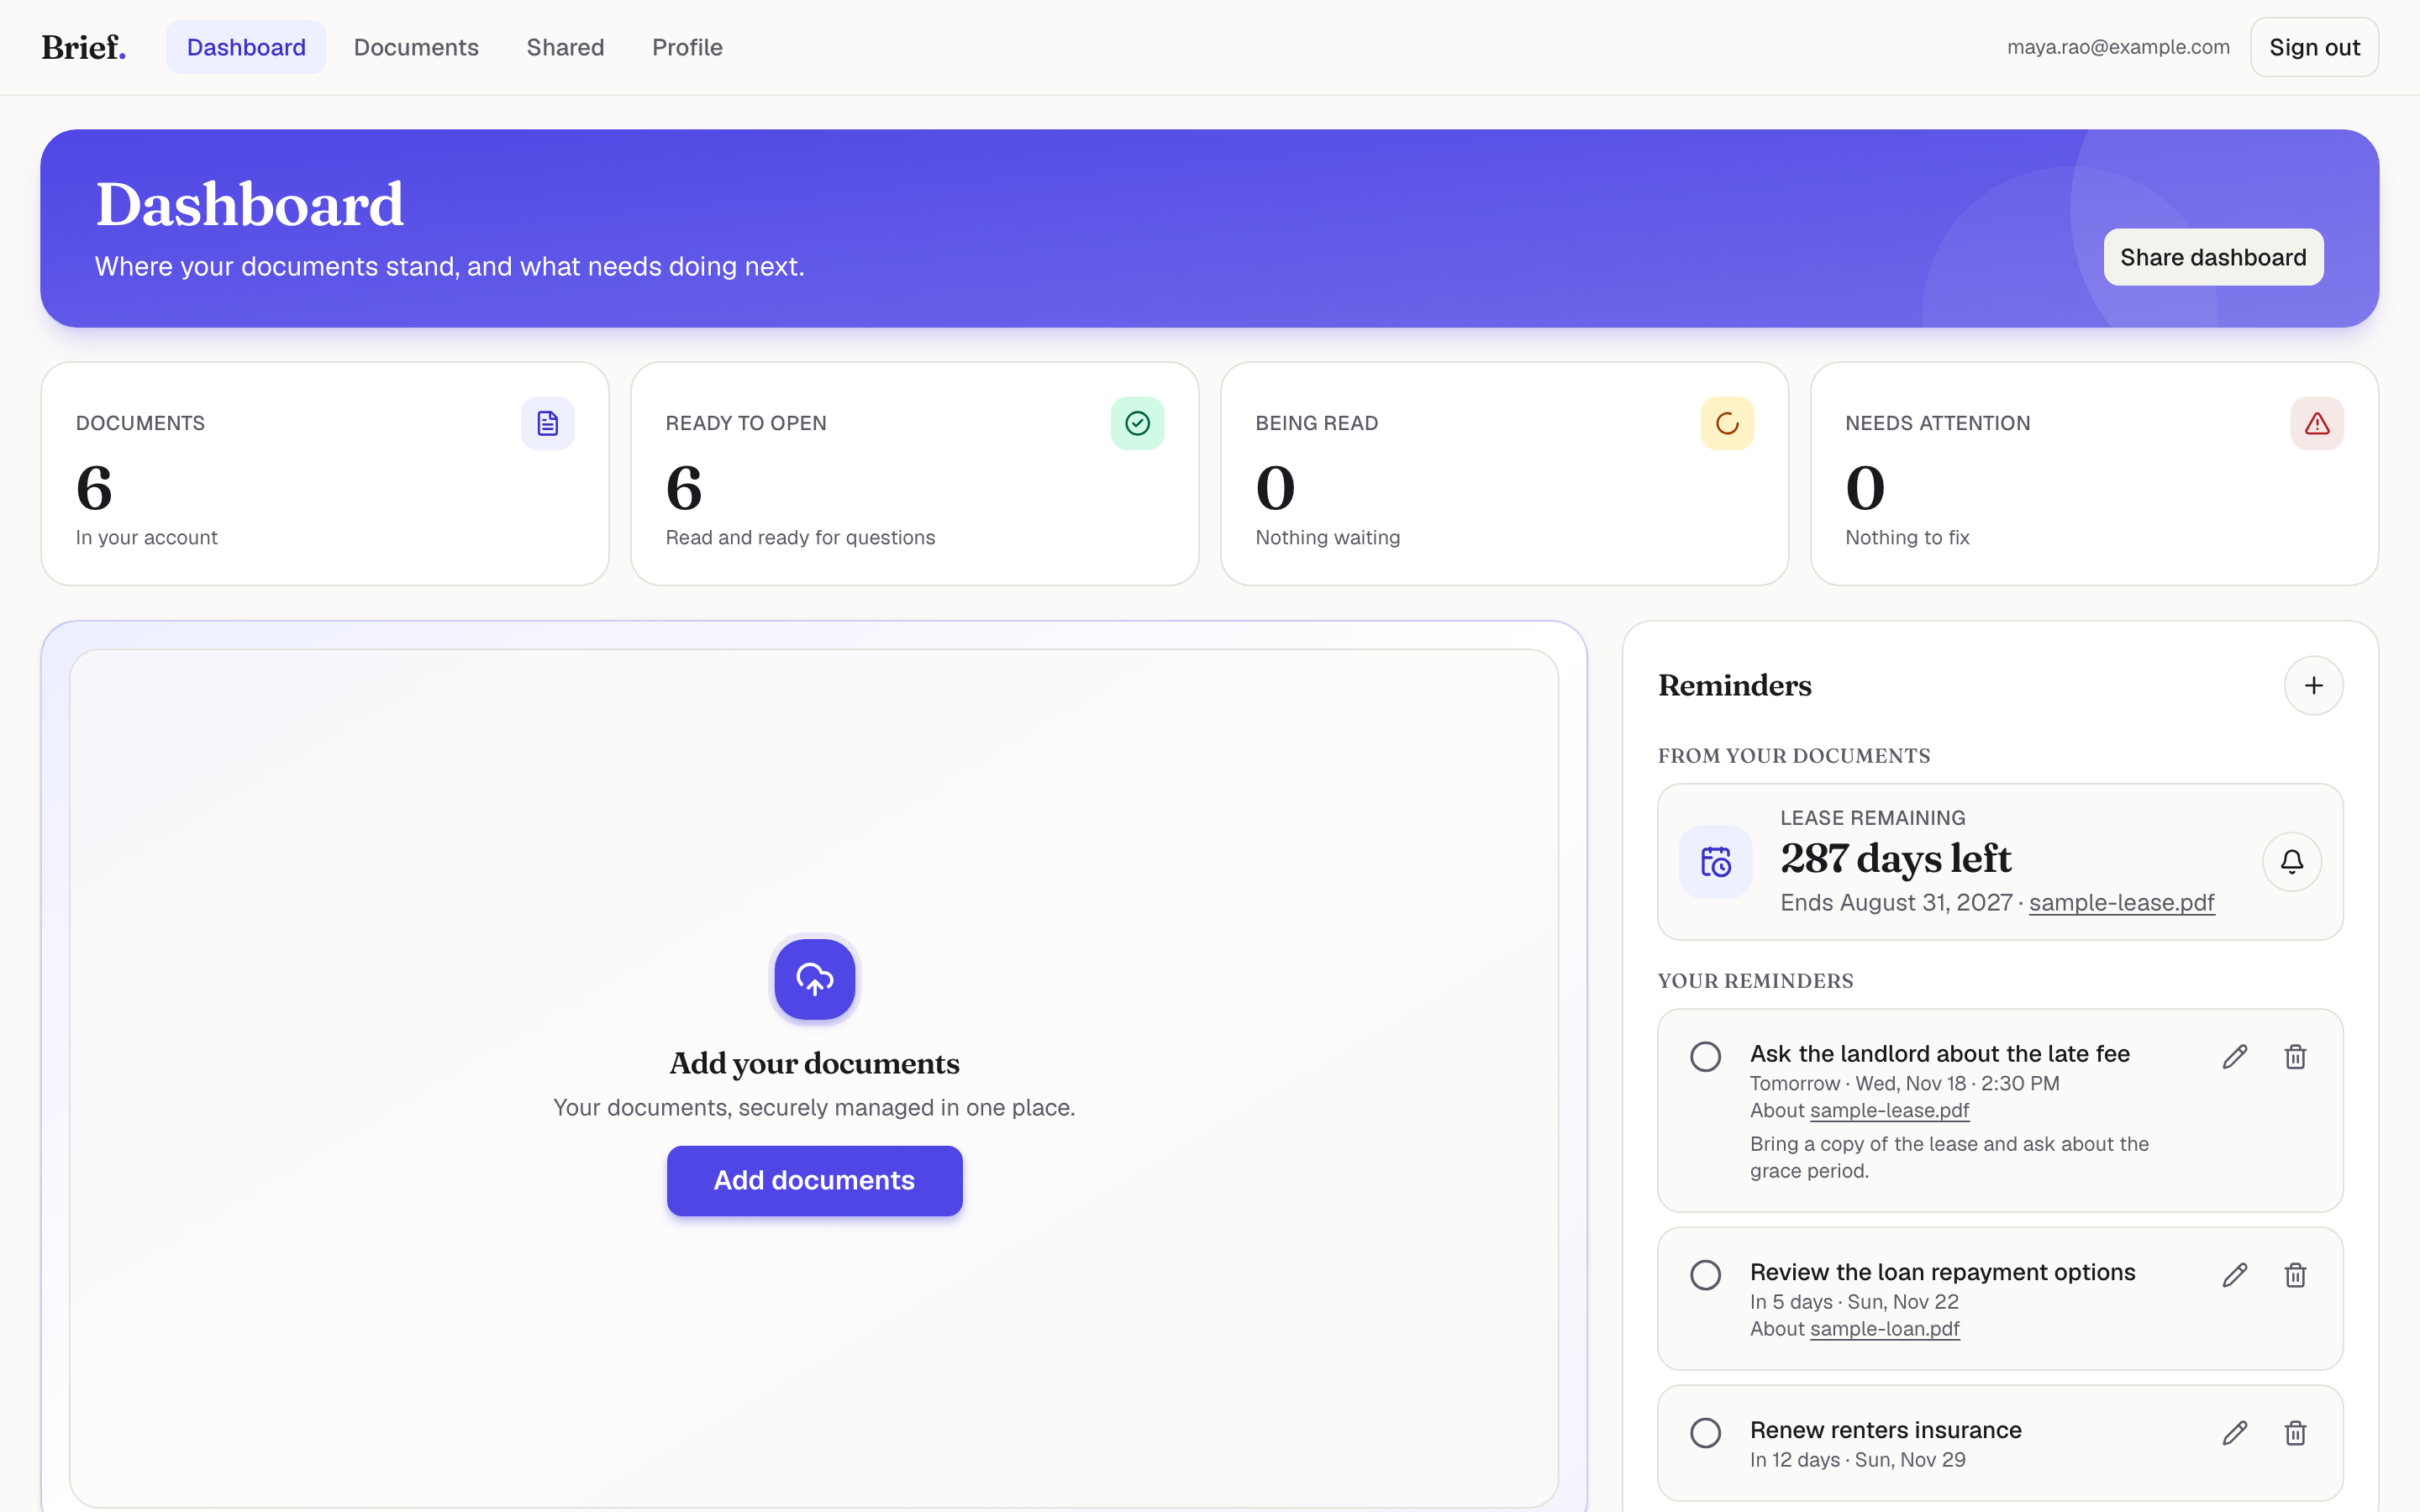 Brief.
Dashboard
Documents
Shared
Profile
maya.rao@example.com
Sign out
Dashboard
Where your documents stand, and what needs doing next.
Share dashboard
DOCUMENTS
6
In your account
READY TO OPEN
6
Read and ready for questions
BEING READ
0
Nothing waiting
NEEDS ATTENTION
0
Nothing to fix
Add your documents
Your documents, securely managed in one place.
Add documents
Reminders
FROM YOUR DOCUMENTS
LEASE REMAINING
287 days left
Ends August 31, 2027 · sample-lease.pdf
YOUR REMINDERS
Ask the landlord about the late fee
Tomorrow · Wed, Nov 18 · 2:30 PM
About sample-lease.pdf
Bring a copy of the lease and ask about the
grace period.
Review the loan repayment options
In 5 days · Sun, Nov 22
About sample-loan.pdf
Renew renters insurance
In 12 days · Sun, Nov 29